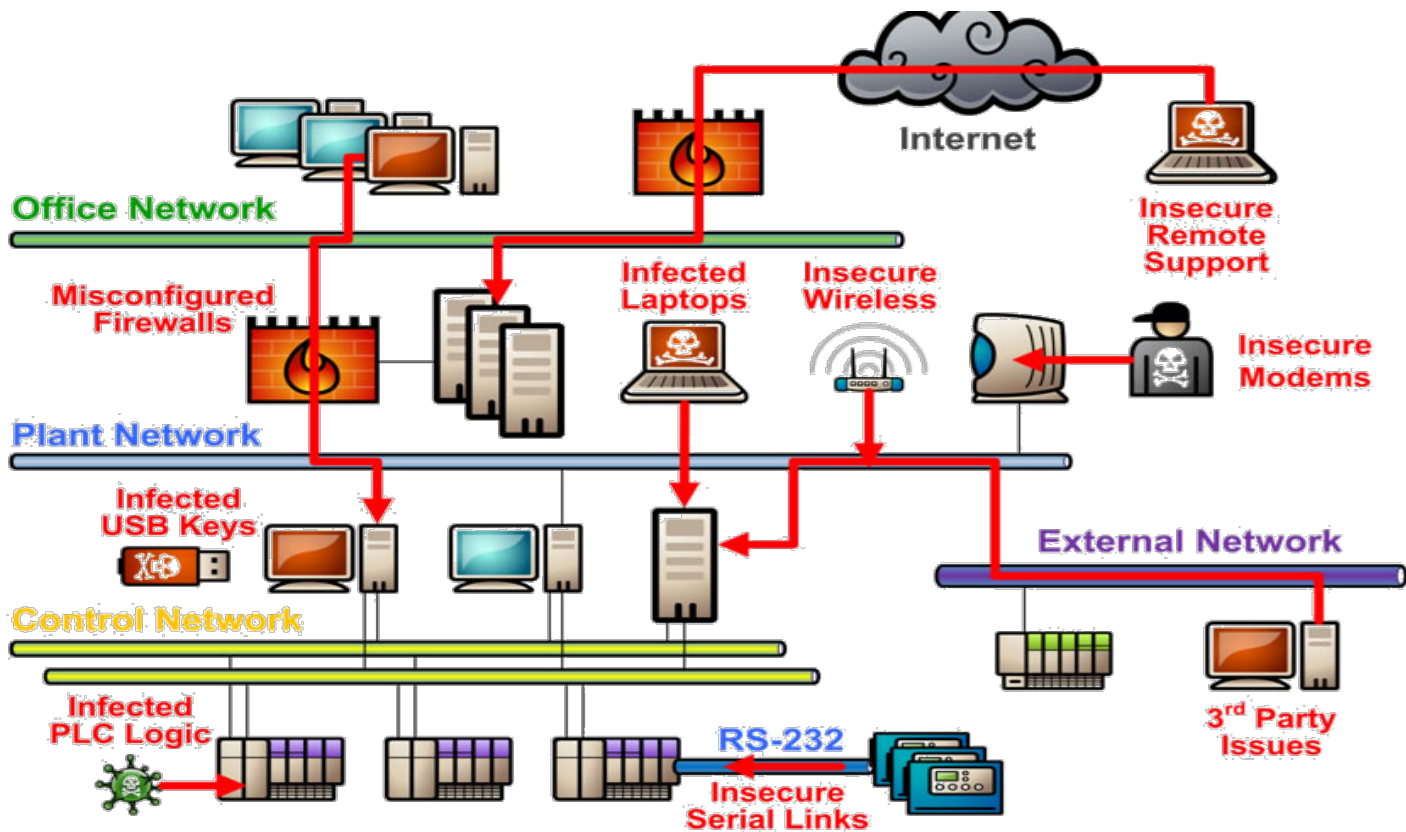 Internet
Insecure
Remote
Support
Office Network
Misconfigured
Firewalls
Infected
Laptops
Insecure
Wireless
Insecure
Modems
Plant Network
Infected
USB Keys
External Network
Control Network
Infected
PLC Logic
RS-232
Insecure
Serial Links
3rd Party
Issues